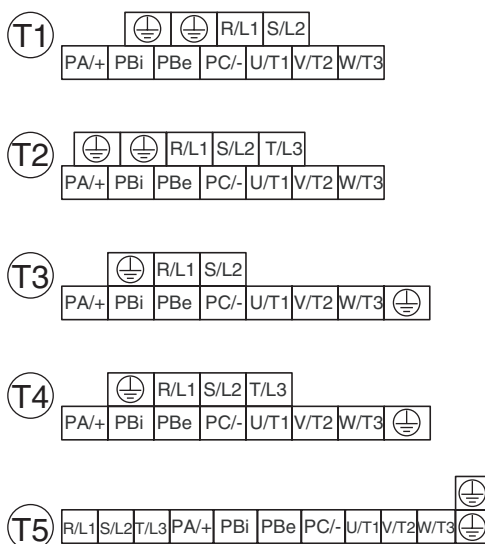 R/L1 S/L2
T1
PA/+ PBi PBe PC/- U/T1 V/T2 W/T3
R/L1 S/L2 T/L3
T2
PA/+ PBi PBe PC/- U/T1 V/T2 W/T3
R/L1 S/L2
T3
PA/+ PBi PBe PC/- U/T1 V/T2 W/T3
R/L1 S/L2 T/L3
T4
PA/+ PBi PBe PC/- U/T1 V/T2 W/T3
T5 R/L1 S/L2 T/L3 PA/+ PBi PBe PC/- U/T1 V/T2 W/T3